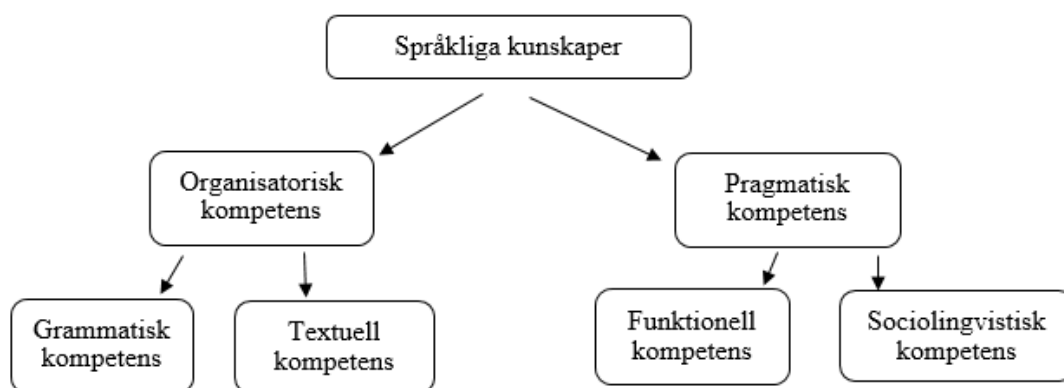 Språkliga kunskaper
Organisatorisk
kompetens
Pragmatisk
kompetens
Grammatisk
kompetens
Textuell
kompetens
Funktionell
kompetens
Sociolingvistisk
kompetens